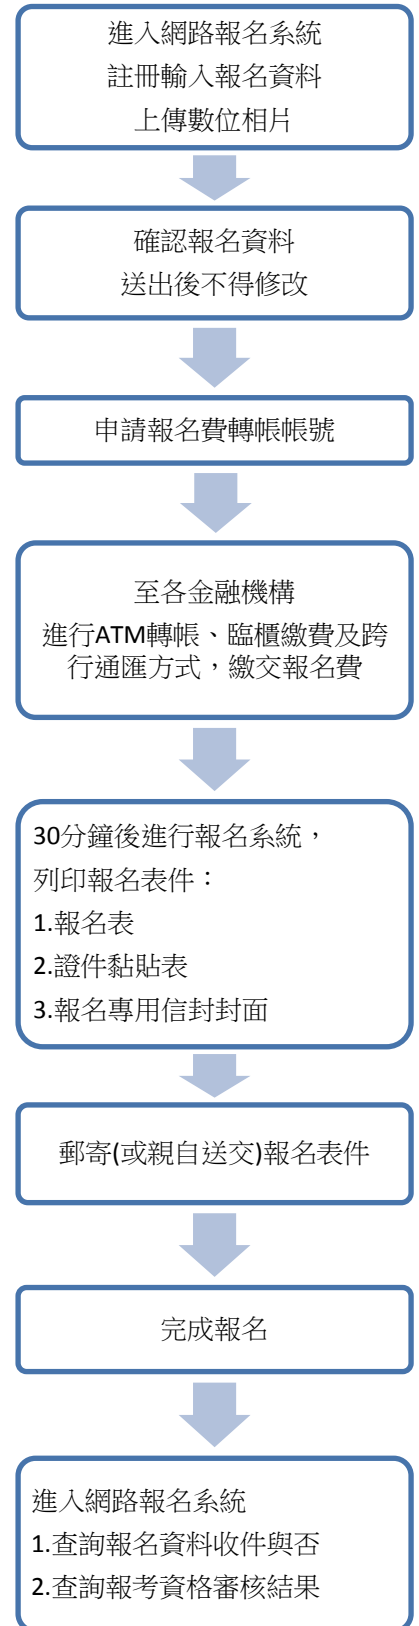 進入網路報名系統
註冊輸入報名資料
上傳數位相片
確認報名資料
送出後不得修改
申請報名費轉帳帳號
至各金融機構
進行ATM轉帳、臨櫃繳費及跨
行通匯方式，繳交報名費
30分鐘後進行報名系統，
列印報名表件：
1.報名表
2.證件黏貼表
3.報名專用信封封面
郵寄(或親自送交)報名表件
完成報名
進入網路報名系統
1.查詢報名資料收件與否
2.查詢報考資格審核結果